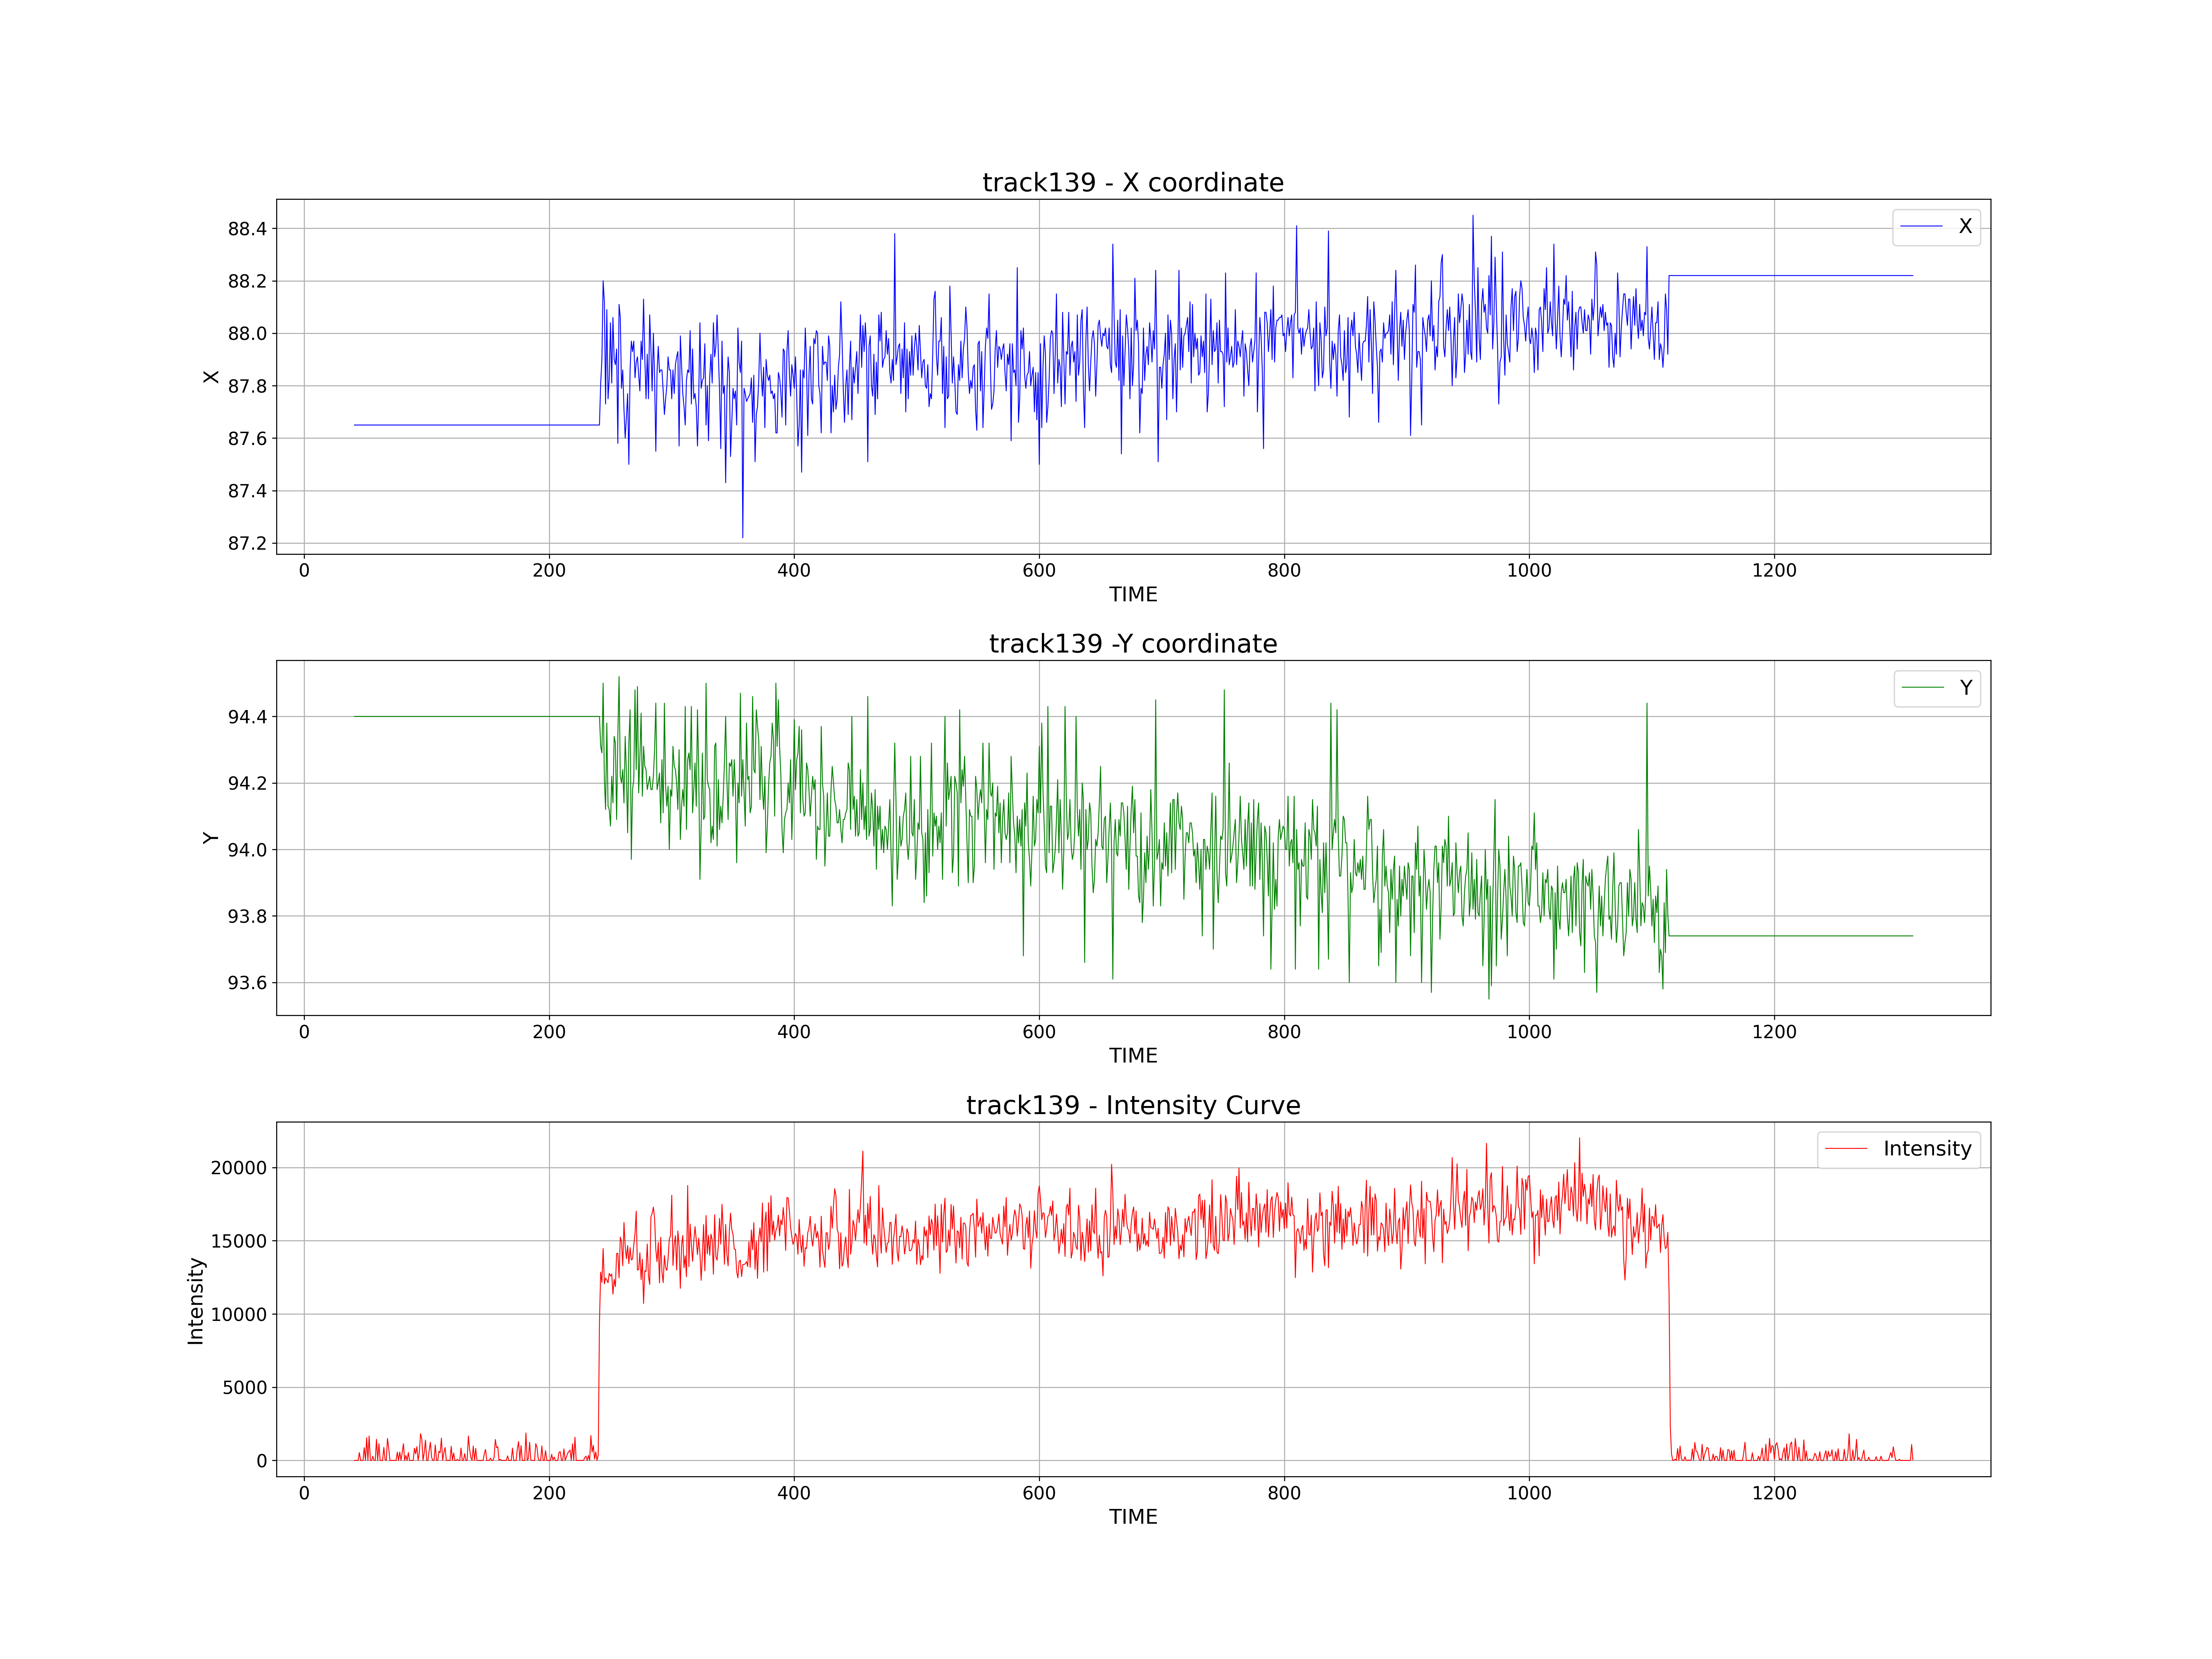 track139 - X coordinate
X
88.4
88.2
88.0
87.8
87.6
87.4
87.2
X
0 200 400 600 800 1000 1200
TIME
track139 -Y coordinate
Y
94.4
94.2
94.0
93.8
93.6
Y
0 200 400 600 800 1000 1200
TIME
track139 - Intensity Curve
Intensity
20000
15000
10000
5000
0
Intensity
0 200 400 600 800 1000 1200
TIME